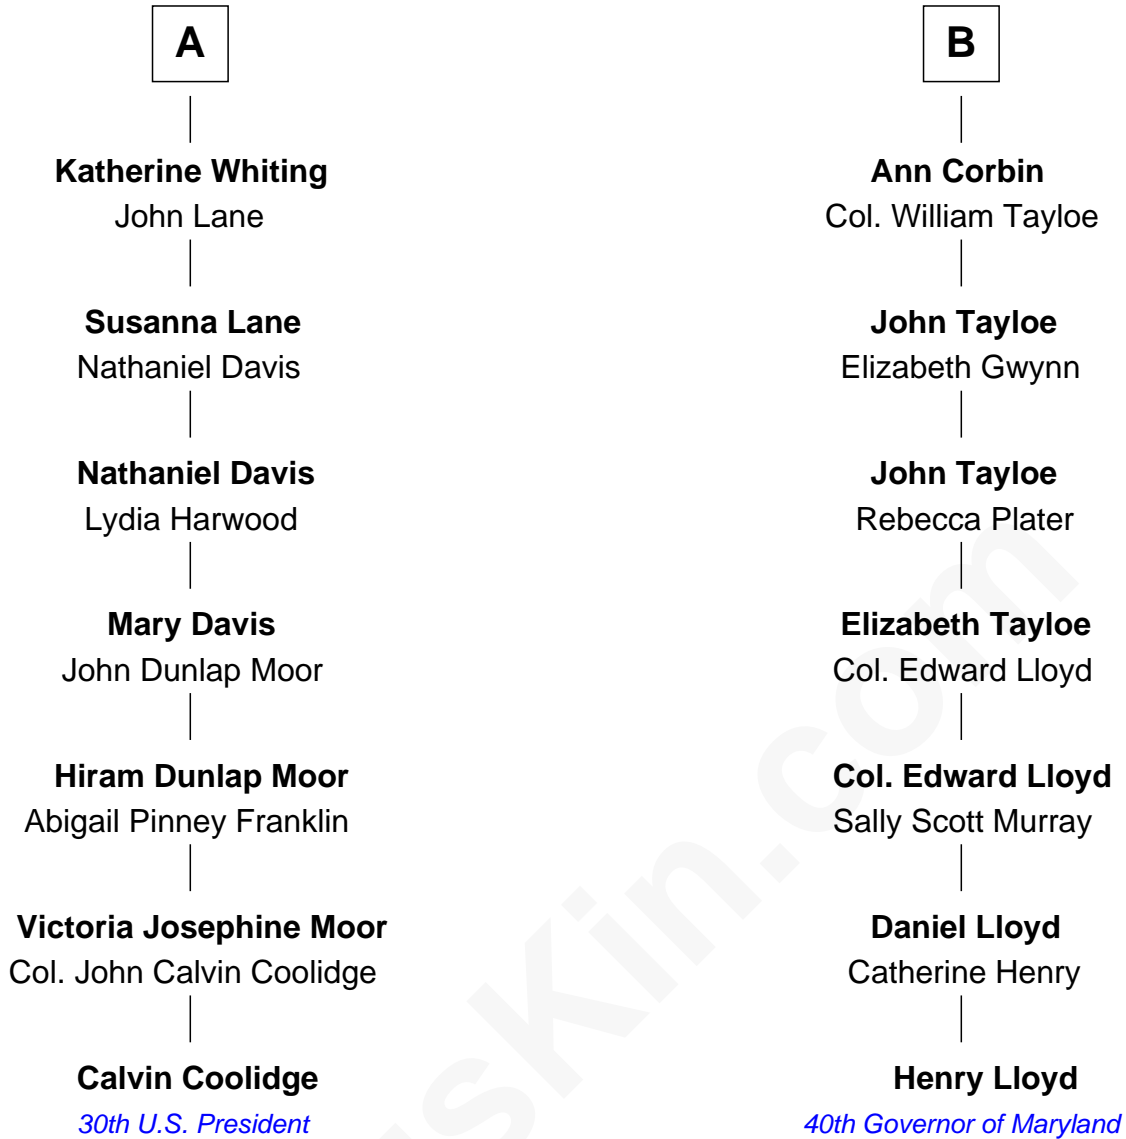 A
Katherine Whiting
John Lane
Susanna Lane
Nathaniel Davis
Nathaniel Davis
Lydia Harwood
Mary Davis
John Dunlap Moor
Hiram Dunlap Moor
Abigail Pinney Franklin
Victoria Josephine Moor
Col. John Calvin Coolidge
Calvin Coolidge
30th U.S. President
B
Ann Corbin
Col. William Tayloe
John Tayloe
Elizabeth Gwynn
John Tayloe
Rebecca Plater
Elizabeth Tayloe
Col. Edward Lloyd
Col. Edward Lloyd
Sally Scott Murray
Daniel Lloyd
Catherine Henry
Henry Lloyd
40th Governor of Maryland